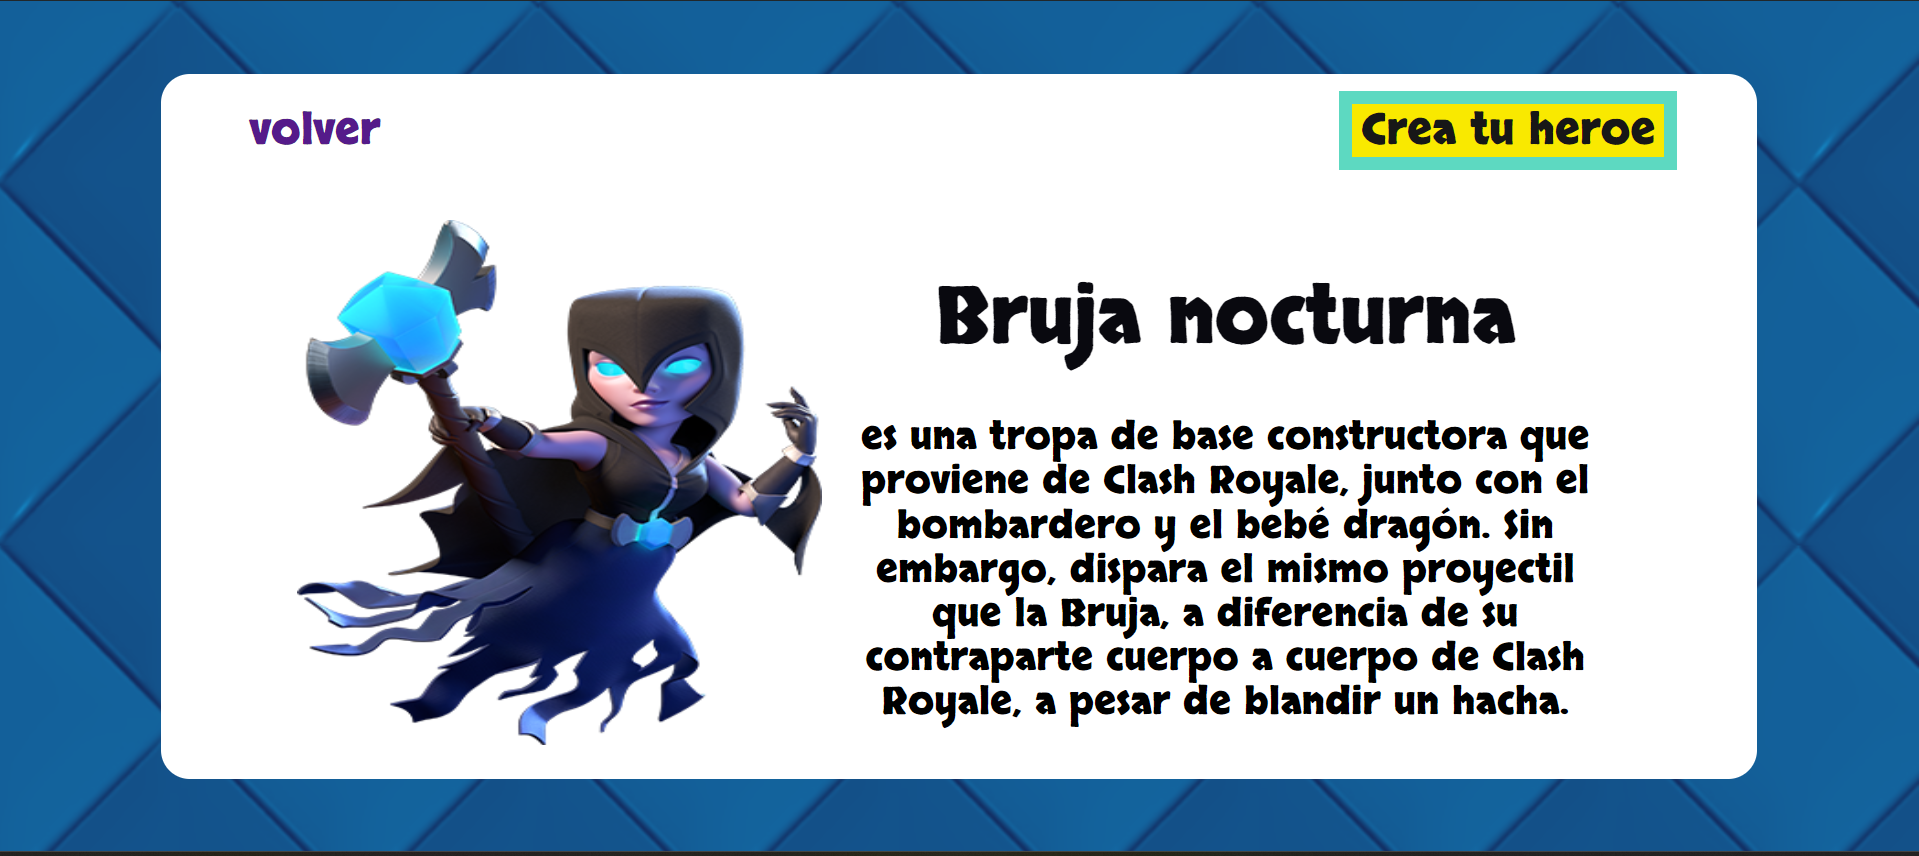 volver
Crea tu heroe
Bruja nocturna
es una tropa de base constructora que
proviene de Clash Royale, junto con el
bombardero y el bebé dragón. Sin
embargo, dispara el mismo proyectil
que la Bruja, a diferencia de su
contraparte cuerpo a cuerpo de Clash
Royale, a pesar de blandir un hacha.